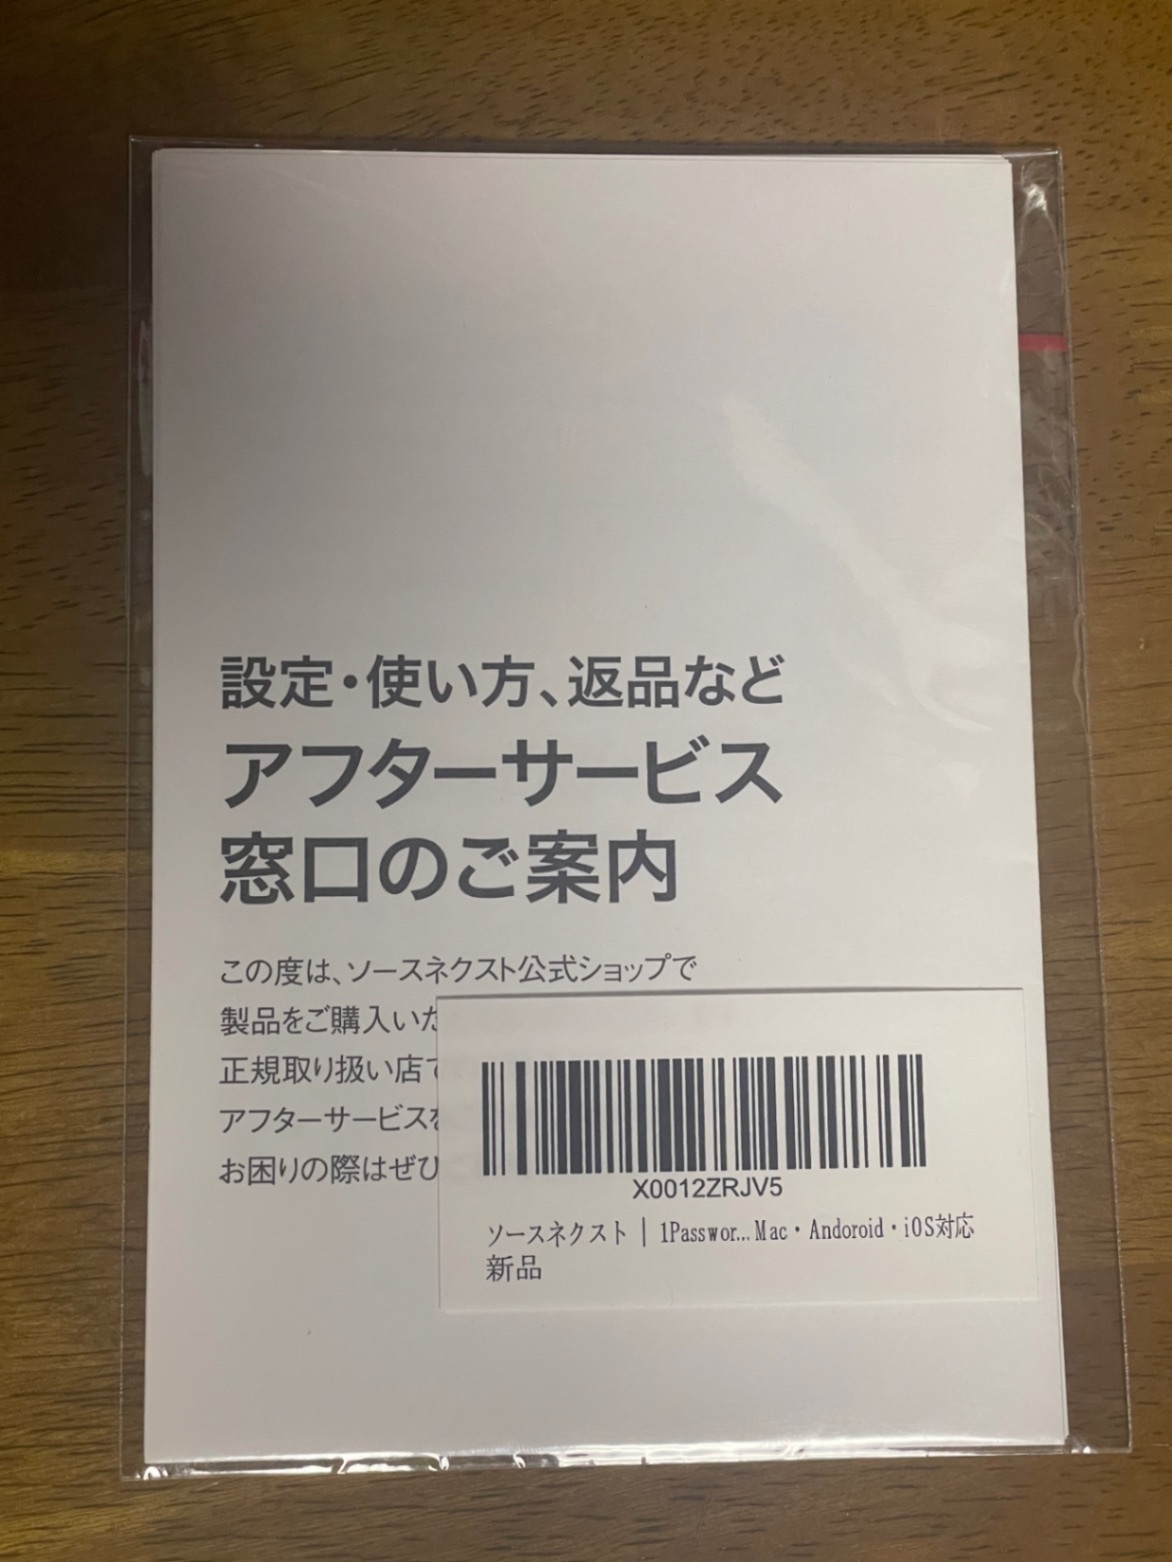 設定・使い方、返品など
アフターサービス
窓口のご案内
この度は、ソースネクスト公式ショップで
製品をご購入いた
正規取り扱い店で
アフターサービスを
お困りの際はぜひ
X0012ZRJV5
ソースネクスト | 1Passwor... Mac・Andoroid・iOS対応
新品